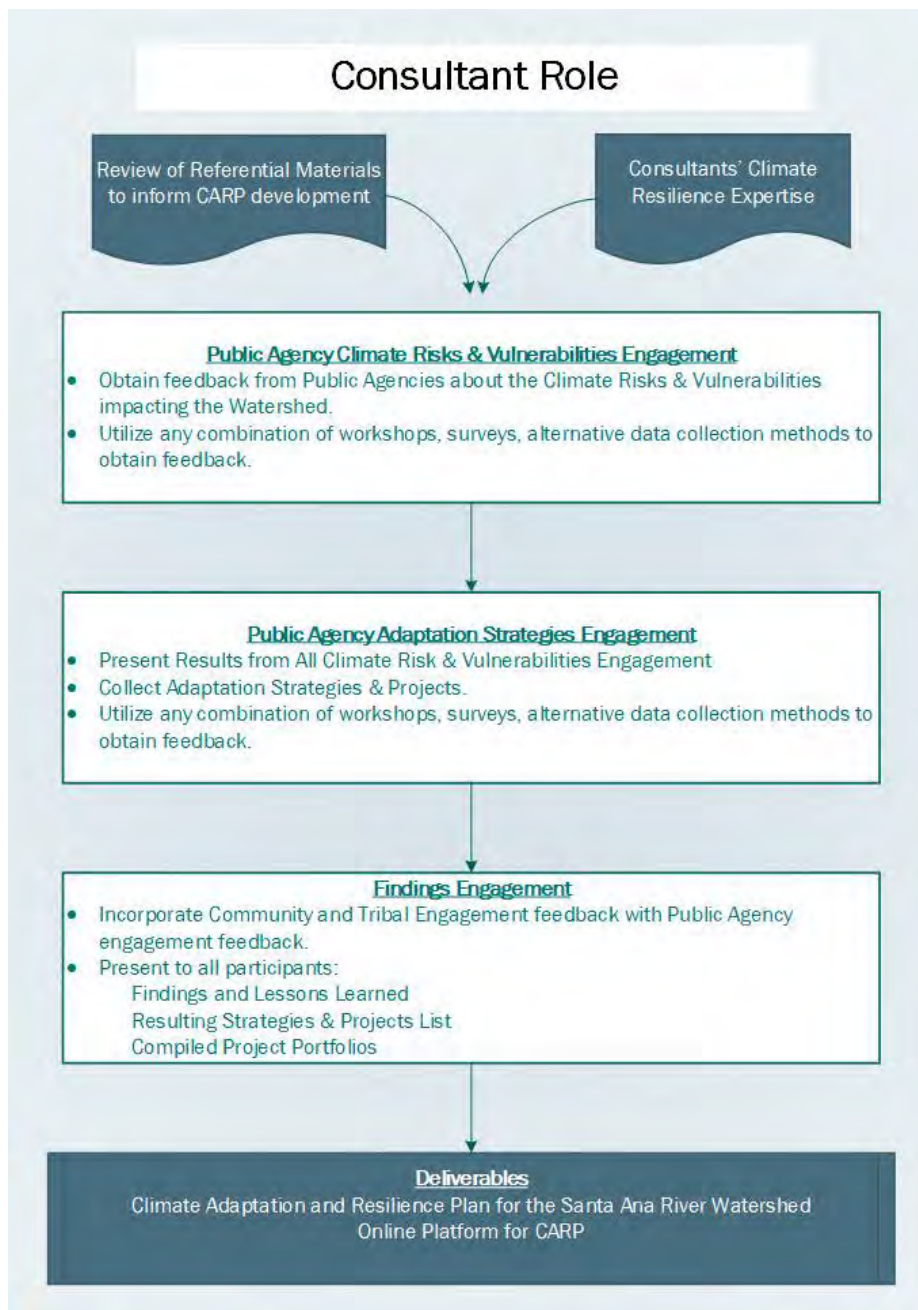 Consultant Role
Review of Referential Materials
to inform CARP development
Consultants' Climate
Resilience Expertise
Public Agency Climate Risks & Vulnerabilities Engagement
• Obtain feedback from Public Agencies about the Climate Risks & Vulnerabilities
impacting the Watershed.
• Utilize any combination of workshops, surveys, alternative data collection methods to
obtain feedback.
Public Agency Adaptation Strategies Engagement
• Present Results from All Climate Risk & Vulnerabilities Engagement
• Collect Adaptation Strategies & Projects.
• Utilize any combination of workshops, surveys, alternative data collection methods to
obtain feedback.
Findings Engagement
• Incorporate Community and Tribal Engagement feedback with Public Agency
engagement feedback.
• Present to all participants:
Findings and Lessons Learned
Resulting Strategies & Projects List
Compiled Project Portfolios
Deliverables
Climate Adaptation and Resilience Plan for the Santa Ana River Watershed
Online Platform for CARP